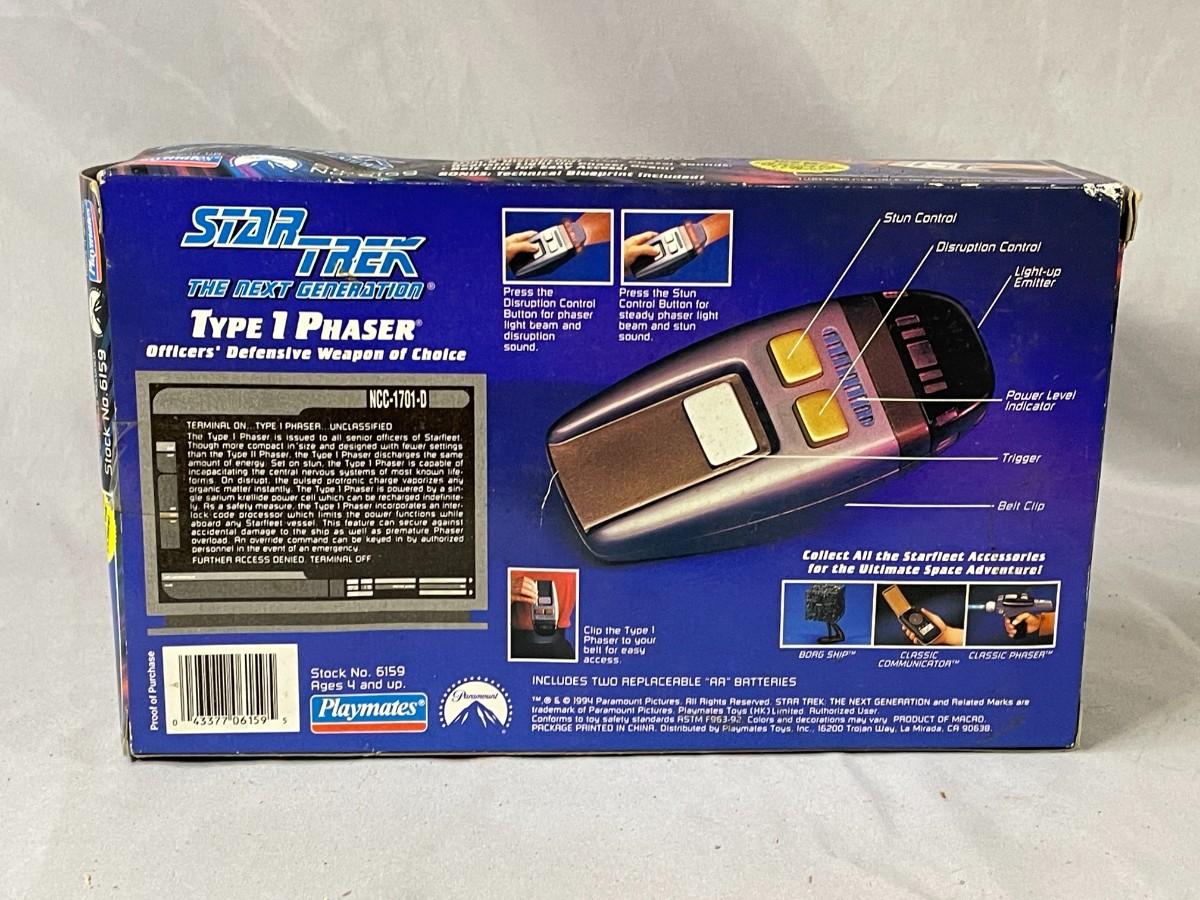 BONUS: Technical Blueprint Included!
Playmates
Stock No. 6159
STAR TREK
THE NEXT GENERATION®
TYPE 1 PHASER®
Officers' Defensive Weapon of Choice
NCC-1701-D
TERMINAL ON...TYPE 1 PHASER...UNCLASSIFIED
The Type 1 Phaser is issued to all senior officers of Starfleet.
Though more compact in size and designed with fewer settings
than the Type II Phaser, the Type 1 Phaser discharges the same
amount of energy. Set on stun, the Type 1 Phaser is capable of
incapacitating the central nervous systems of most known life-
forms. On disrupt, the pulsed protronic charge vaporizes any
organic matter instantly. The Type 1 Phaser is powered by a sin-
gle sarium krellide power cell which can be recharged indefinite-
ly. As a safety measure, the Type 1 Phaser incorporates an inter-
lock code processor which limits the power functions while
aboard any Starfleet vessel. This feature can secure against
accidental damage to the ship as well as premature Phaser
overload. An override command can be keyed in by authorized
personnel in the event of an emergency.
FURTHER ACCESS DENIED. TERMINAL OFF
Press the
Disruption Control
Button for phaser
light beam and
disruption
sound.
Press the Stun
Control Button for
steady phaser light
beam and stun
sound.
Stun Control
Disruption Control
Light-up
Emitter
Power Level
Indicator
Trigger
Belt Clip
Collect All the Starfleet Accessories
for the Ultimate Space Adventure!
BORG SHIP™
CLASSIC
COMMUNICATOR™
CLASSIC PHASER™
Clip the Type 1
Phaser to your
belt for easy
access.
Proof of Purchase
0 43377 06159 5
Stock No. 6159
Ages 4 and up.
Playmates®
Paramount
INCLUDES TWO REPLACEABLE "AA" BATTERIES
™,® & © 1994 Paramount Pictures. All Rights Reserved. STAR TREK: THE NEXT GENERATION and Related Marks are
trademark of Paramount Pictures. Playmates Toys (HK) Limited Authorized User.
Conforms to toy safety standards ASTM F963-92. Colors and decorations may vary. PRODUCT OF MACAO.
PACKAGE PRINTED IN CHINA. Distributed by Playmates Toys, Inc., 16200 Trojan Way, La Mirada, CA 90638.